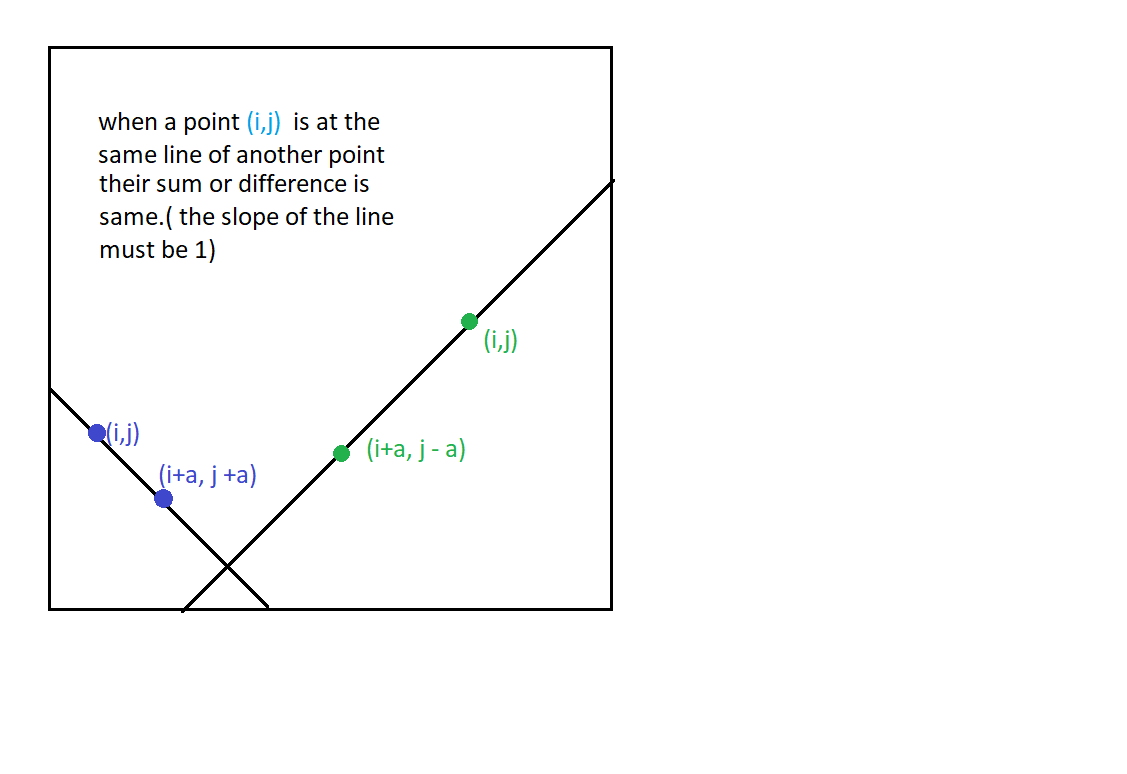 when a point (i,j)  is at the
same line of another point
their sum or difference is
same.( the slope of the line
must be 1)
(i,j)
(i,j)
(i+a, j - a)
(i+a, j +a)